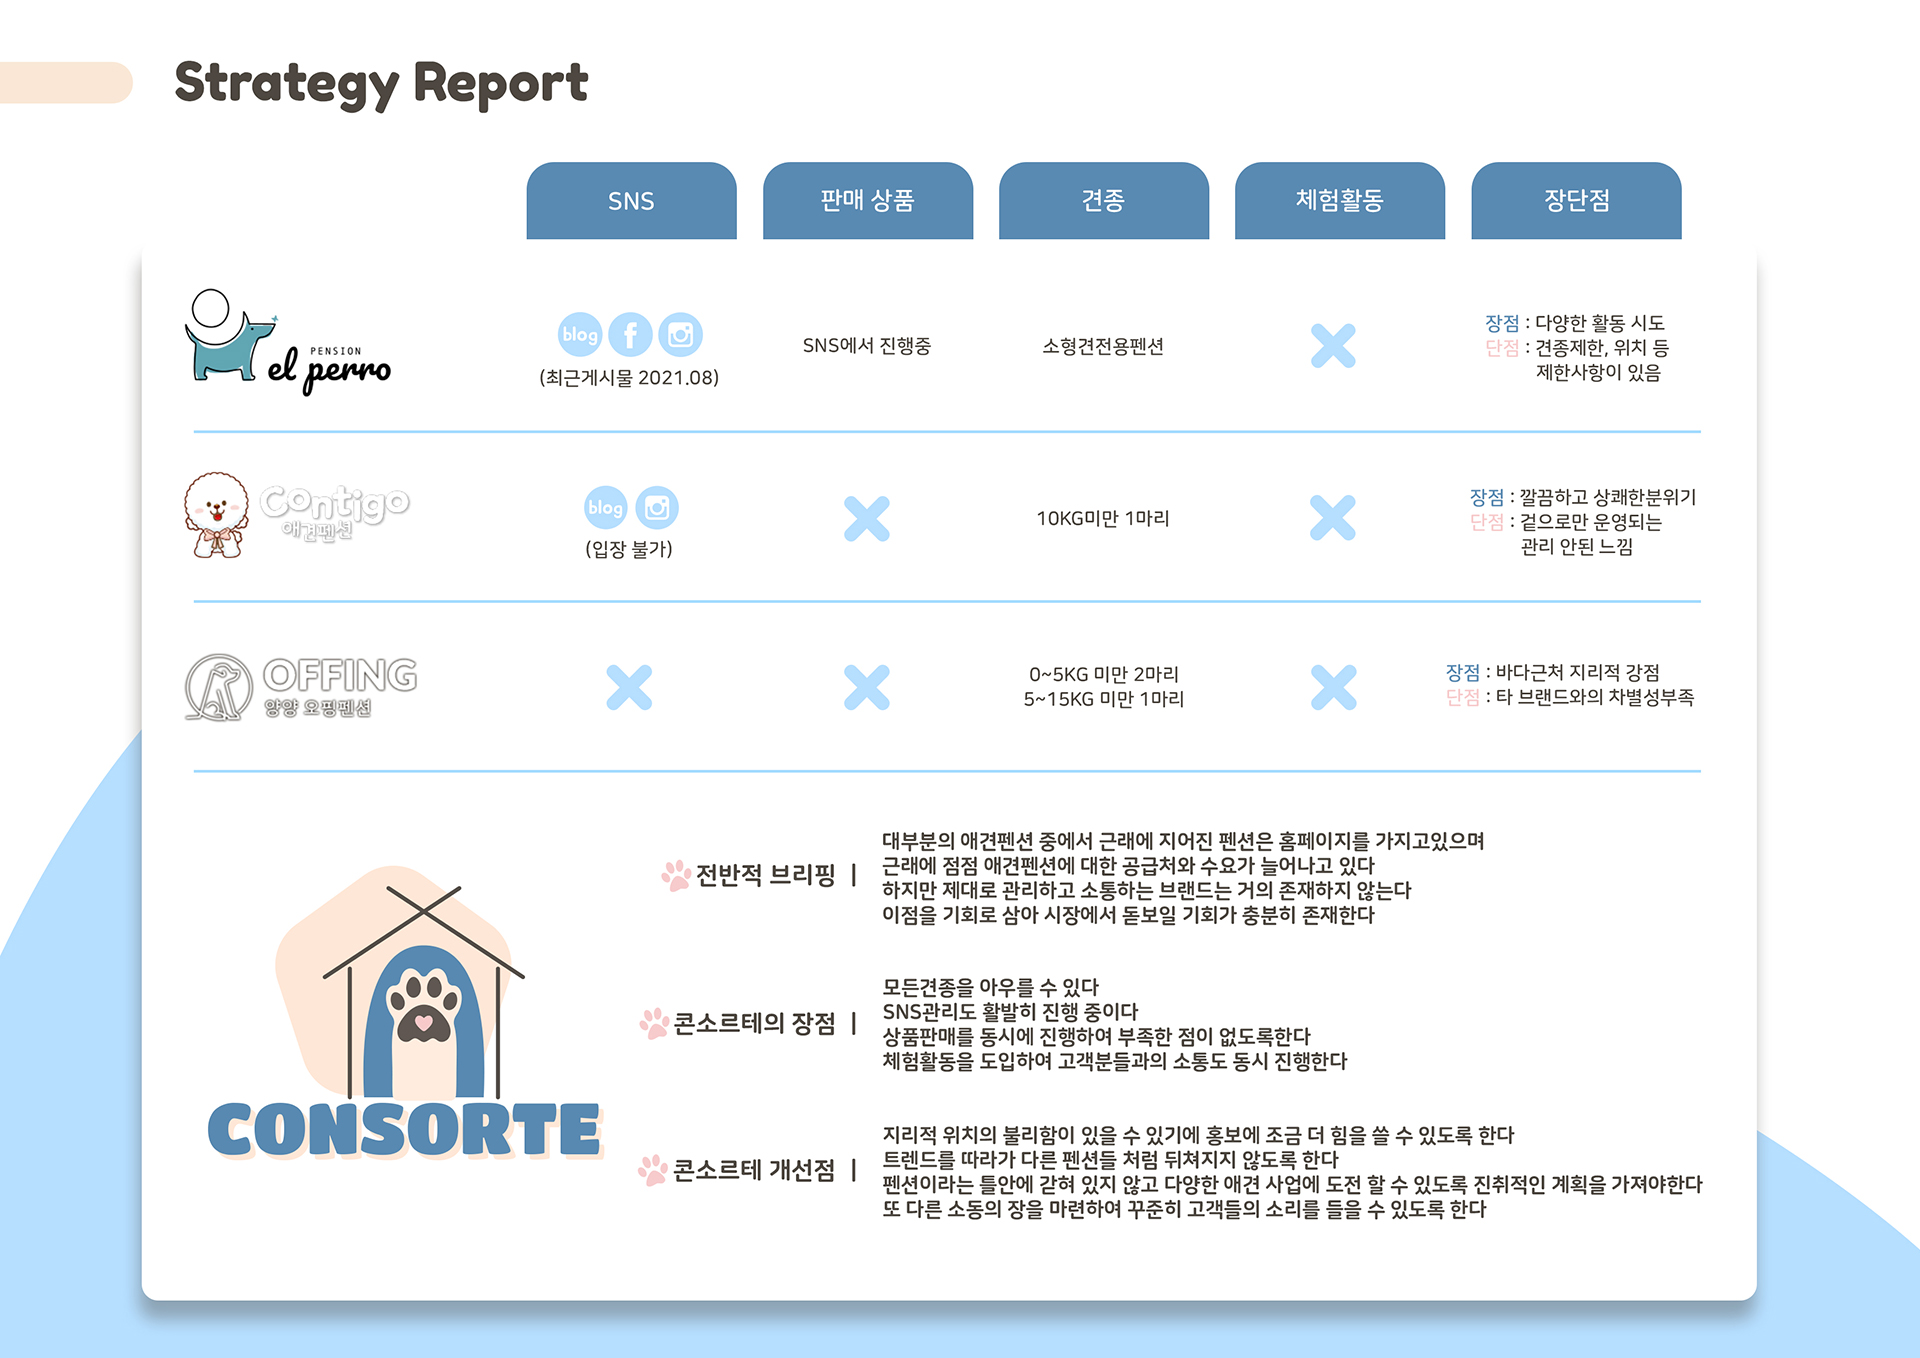 Strategy Report
SNS
판매 상품
견종
체험활동
장단점
PENSION
el perro
blog
(최근게시물 2021.08)
SNS에서 진행중
소형견전용펜션
장점 : 다양한 활동 시도
단점 : 견종제한, 위치 등
제한사항이 있음
Contigo
애견펜션
blog
(입장 불가)
10KG미만 1마리
장점 : 깔끔하고 상쾌한분위기
단점 : 겉으로만 운영되는
관리 안된 느낌
OFFING
양양 오핑펜션
0~5KG 미만 2마리
5~15KG 미만 1마리
장점 : 바다근처 지리적 강점
단점 : 타 브랜드와의 차별성부족
CONSORTE
전반적 브리핑 |
대부분의 애견펜션 중에서 근래에 지어진 펜션은 홈페이지를 가지고있으며
근래에 점점 애견펜션에 대한 공급처와 수요가 늘어나고 있다
하지만 제대로 관리하고 소통하는 브랜드는 거의 존재하지 않는다
이점을 기회로 삼아 시장에서 돋보일 기회가 충분히 존재한다
콘소르테의 장점 |
모든견종을 아우를 수 있다
SNS관리도 활발히 진행 중이다
상품판매를 동시에 진행하여 부족한 점이 없도록한다
체험활동을 도입하여 고객분들과의 소통도 동시 진행한다
콘소르테 개선점 |
지리적 위치의 불리함이 있을 수 있기에 홍보에 조금 더 힘을 쓸 수 있도록 한다
트렌드를 따라가 다른 펜션들 처럼 뒤쳐지지 않도록 한다
펜션이라는 틀안에 갇혀 있지 않고 다양한 애견 사업에 도전 할 수 있도록 진취적인 계획을 가져야한다
또 다른 소동의 장을 마련하여 꾸준히 고객들의 소리를 들을 수 있도록 한다